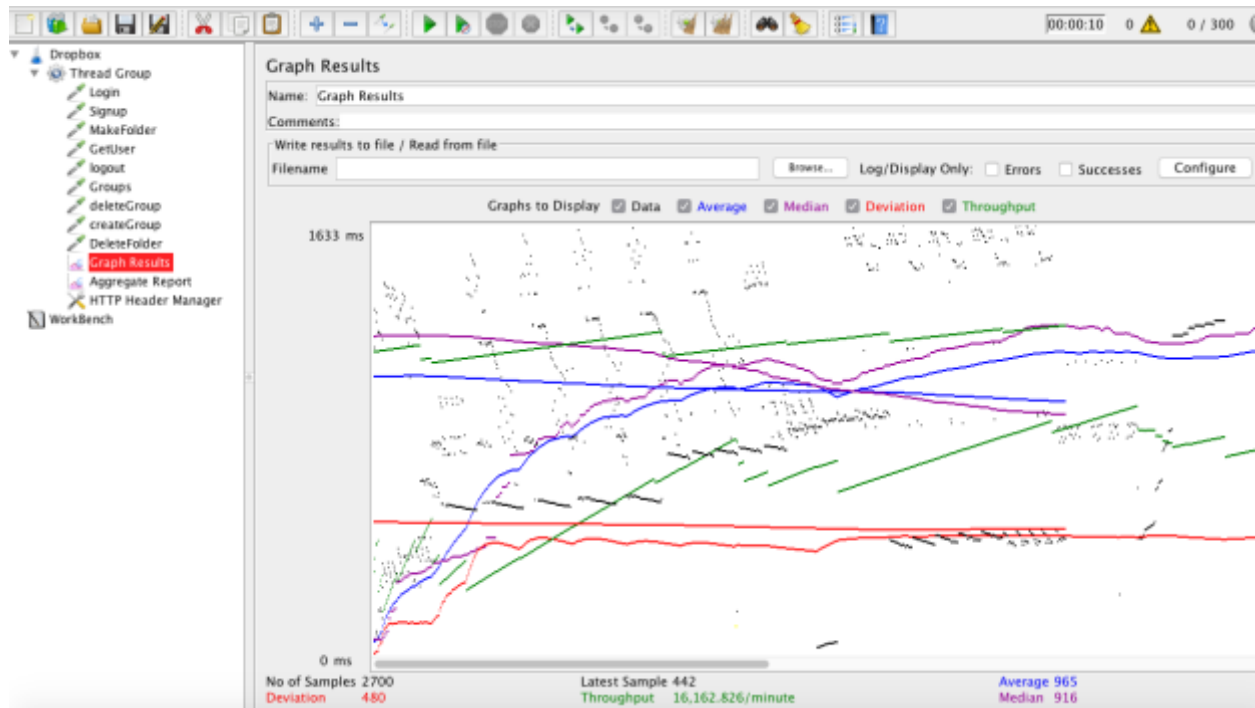 00:00:10 0 0 / 300
Dropbox
Thread Group
Login
Signup
MakeFolder
GetUser
logout
Groups
deleteGroup
createGroup
DeleteFolder
Graph Results
Aggregate Report
HTTP Header Manager
WorkBench
Graph Results
Name: Graph Results
Comments:
Write results to file / Read from file
Filename Browse... Log/Display Only: Errors Successes Configure
Graphs to Display Data Average Median Deviation Throughput
1633 ms
0 ms
No of Samples 2700 Latest Sample 442 Average 965
Deviation 480 Throughput 16,162.826/minute Median 916